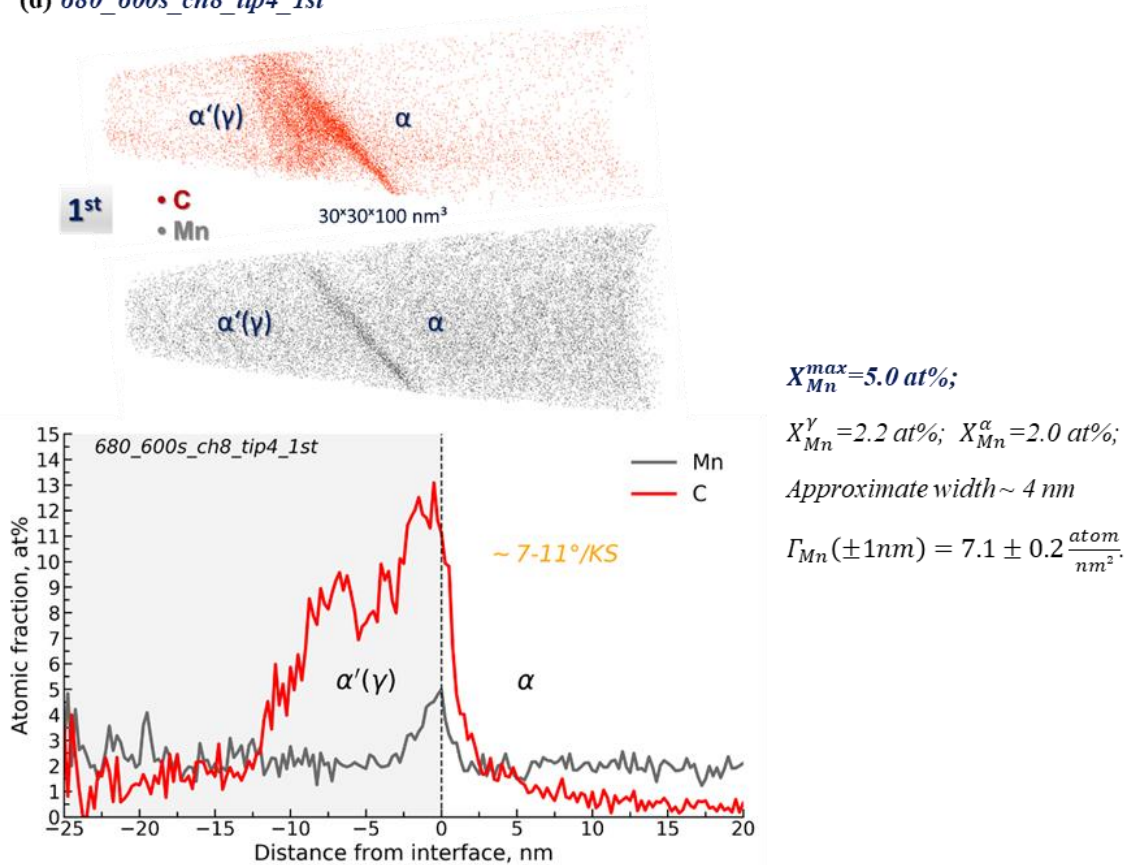 (d) 680_600s_ch8_tip4_1st
α'(γ)
α
1st
• C
• Mn
30×30×100 nm³
α'(γ)
α
X_Mn^max=5.0 at%;
X_Mn^γ=2.2 at%; X_Mn^α=2.0 at%;
Approximate width~ 4 nm
Γ_Mn(±1nm) = 7.1 ± 0.2 atom/nm².
680_600s_ch8_tip4_1st
Mn
C
~ 7-11°/KS
α'(γ)
α
Atomic fraction, at%
15
14
13
12
11
10
9
8
7
6
5
4
3
2
1
0
−25 −20 −15 −10 −5 0 5 10 15 20
Distance from interface, nm